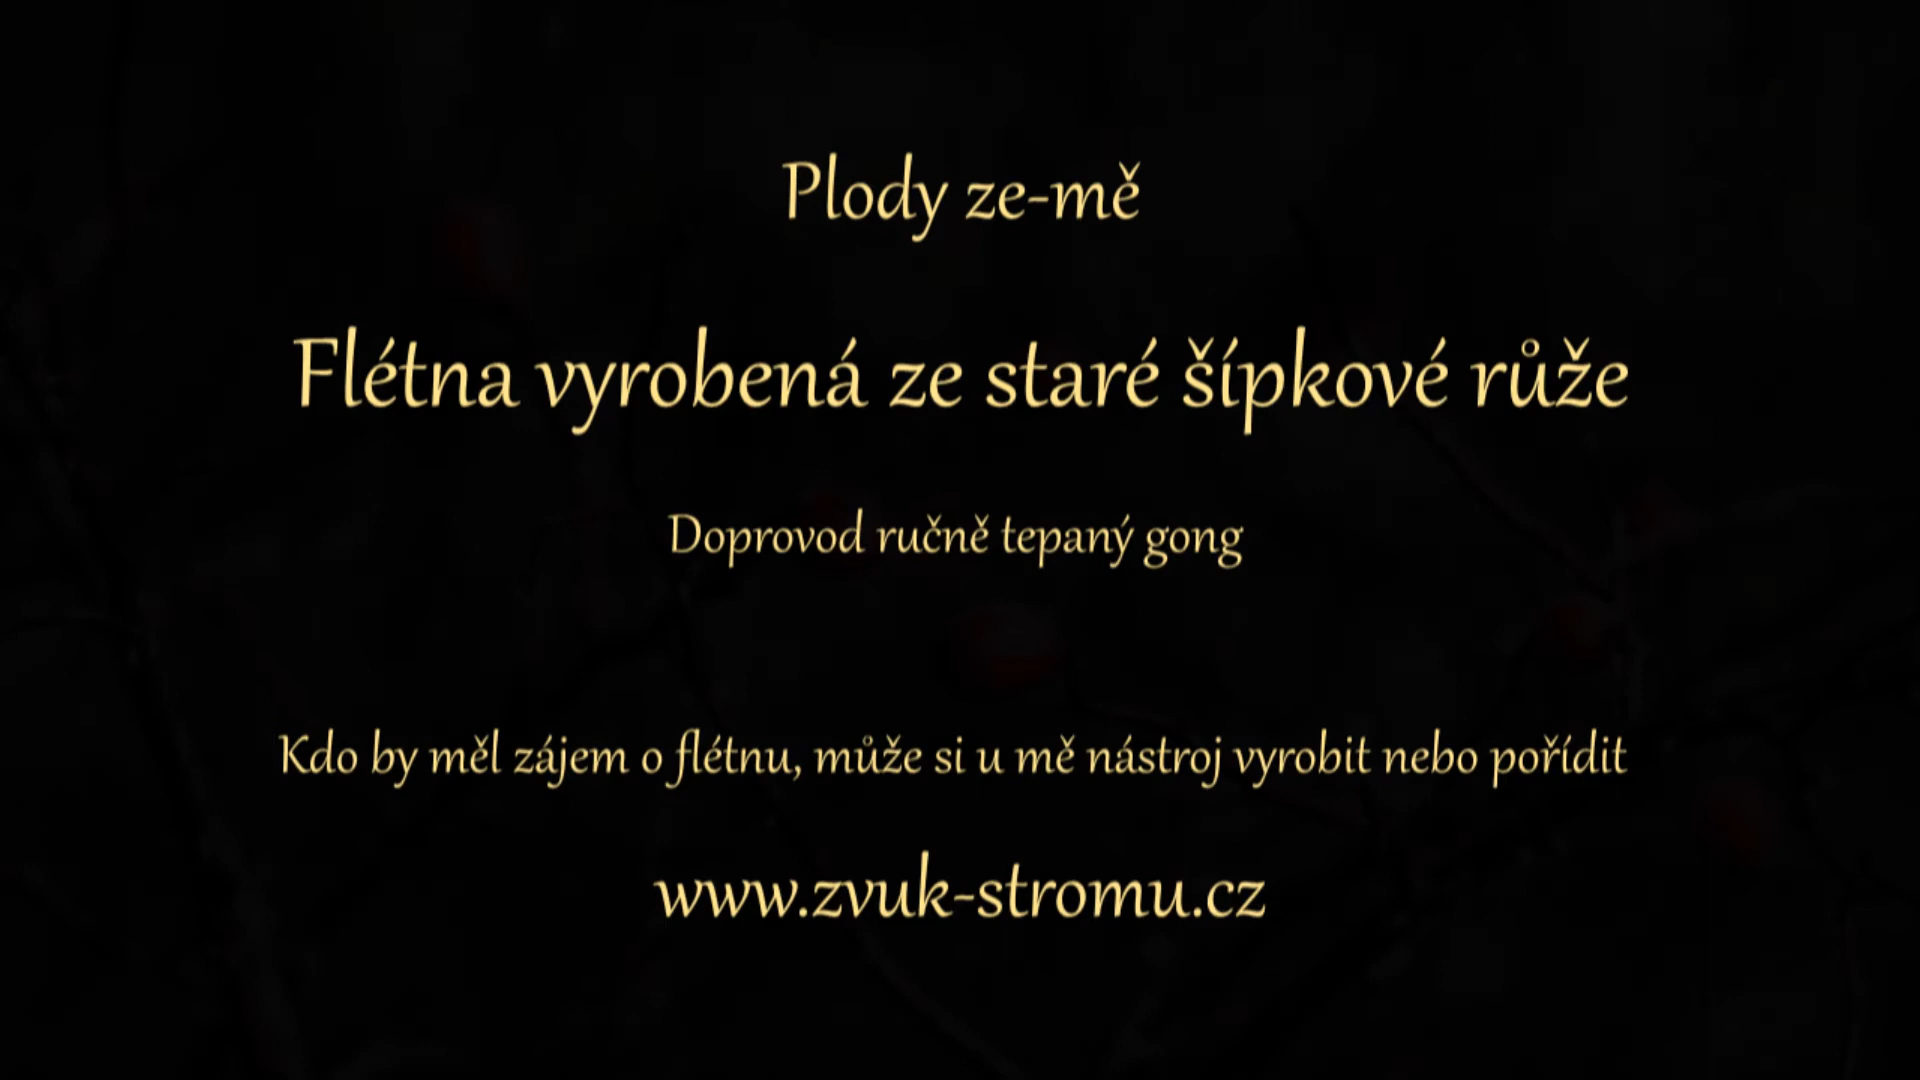 Plody ze-mě
Flétna vyrobená ze staré šípkové růže
Doprovod ručně tepaný gong
Kdo by měl zájem o flétnu, může si u mě nástroj vyrobit nebo pořídit
www.zvuk-stromu.cz